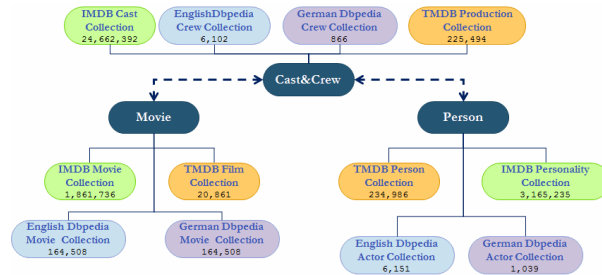 IMDB Cast
Collection
24,662,392
EnglishDbpedia
Crew Collection
6,102
German Dbpedia
Crew Collection
866
TMDB Production
Collection
225,494
Cast&Crew
Movie
Person
IMDB Movie
Collection
1,861,736
TMDB Film
Collection
20,861
TMDB Person
Collection
234,986
IMDB Personality
Collection
3,165,235
English Dbpedia
Movie Collection
164,508
German Dbpedia
Movie Collection
164,508
English Dbpedia
Actor Collection
6,151
German Dbpedia
Actor Collection
1,039